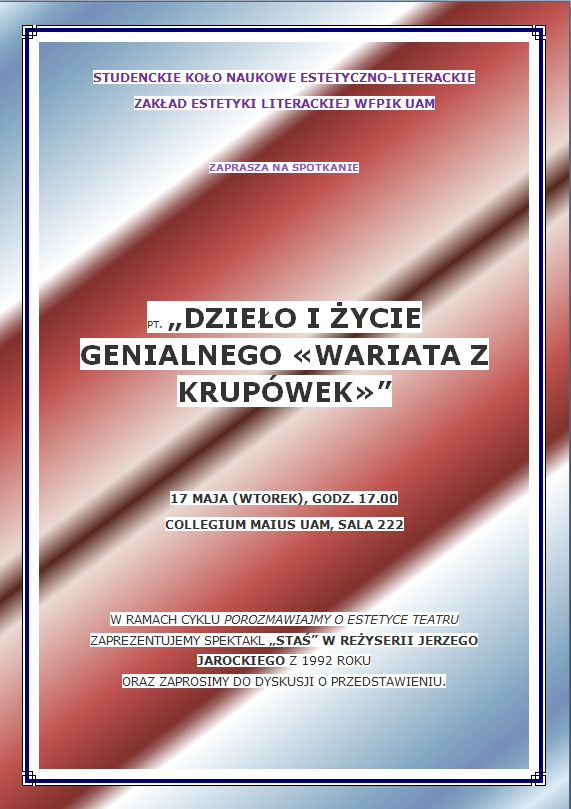 STUDENCKIE KOŁO NAUKOWE ESTETYCZNO-LITERACKIE
ZAKŁAD ESTETYKI LITERACKIEJ WFPIK UAM
ZAPRASZA NA SPOTKANIE
PT. „DZIEŁO I ŻYCIE
GENIALNEGO «WARIATA Z
KRUPÓWEK»”
17 MAJA (WTOREK), GODZ. 17.00
COLLEGIUM MAIUS UAM, SALA 222
W RAMACH CYKLU POROZMAWIAJMY O ESTETYCE TEATRU
ZAPREZENTUJEMY SPEKTAKL „STAŚ” W REŻYSERII JERZEGO
JAROCKIEGO Z 1992 ROKU
ORAZ ZAPROSIMY DO DYSKUSJI O PRZEDSTAWIENIU.